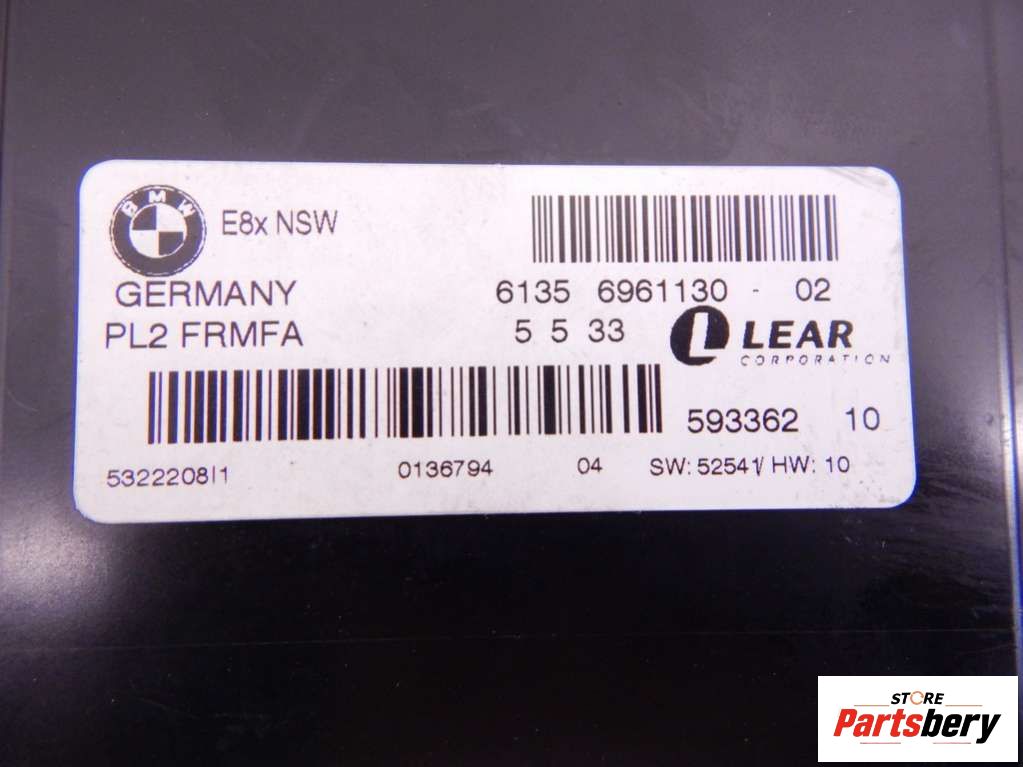 BMW
E8x NSW
GERMANY
6135 6961130 - 02
PL2 FRMFA
5 5 33
LEAR
CORPORATION
593362 10
5322208I1 0136794 04 SW: 52541/ HW: 10
STORE
Partsbery